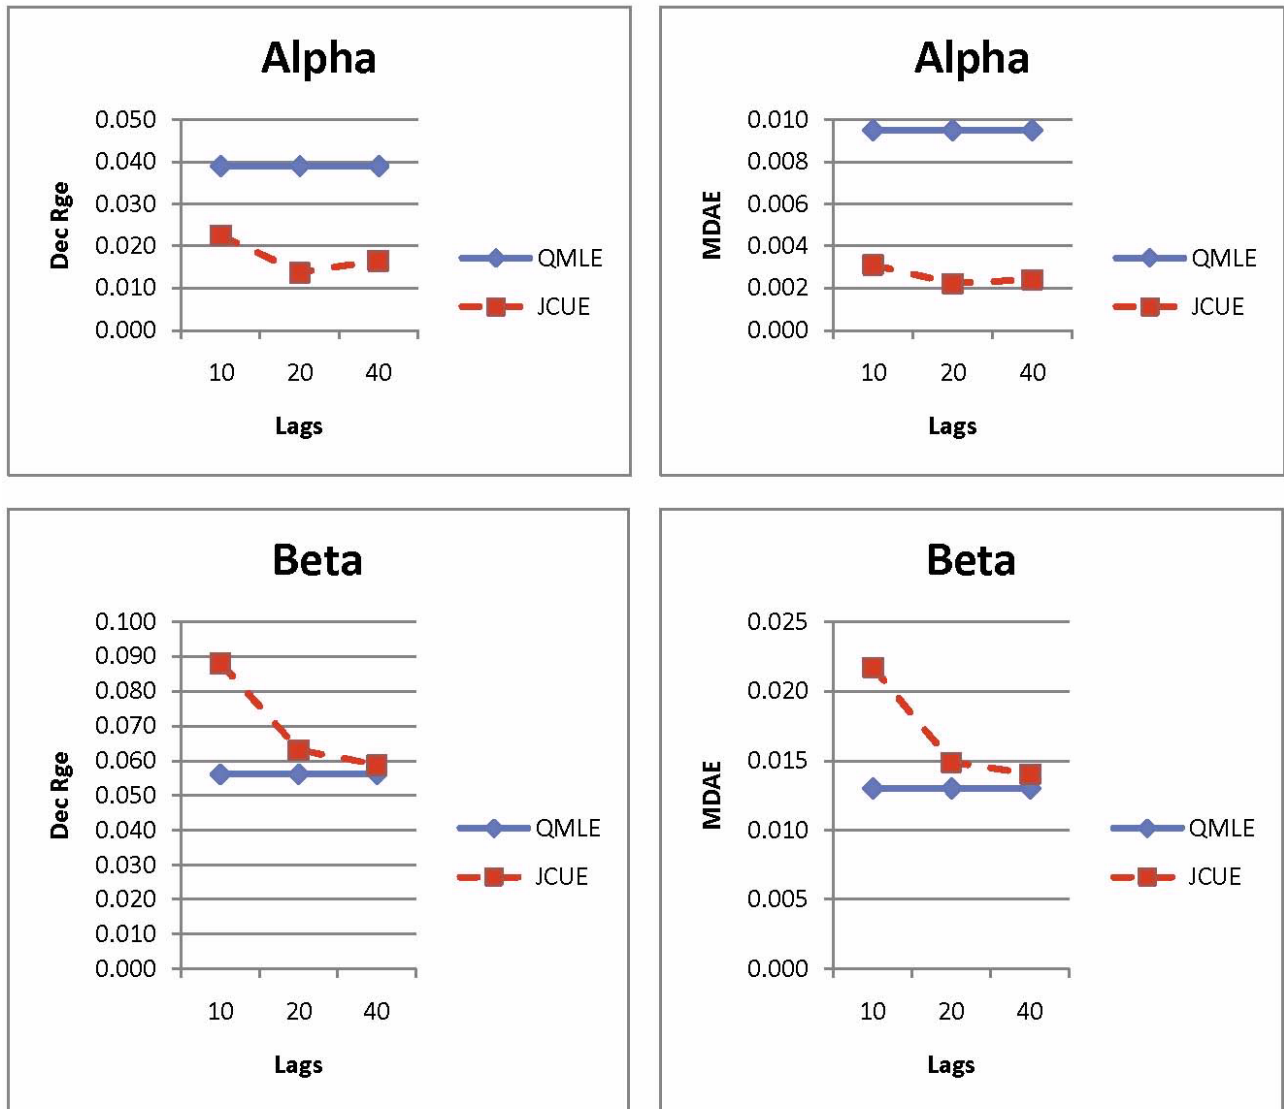 Alpha
0.050
0.040
0.030
0.020
0.010
0.000
Dec Rge
10 20 40
Lags
QMLE
JCUE
Alpha
0.010
0.008
0.006
0.004
0.002
0.000
MDAE
10 20 40
Lags
QMLE
JCUE
Beta
0.100
0.090
0.080
0.070
0.060
0.050
0.040
0.030
0.020
0.010
0.000
Dec Rge
10 20 40
Lags
QMLE
JCUE
Beta
0.025
0.020
0.015
0.010
0.005
0.000
MDAE
10 20 40
Lags
QMLE
JCUE